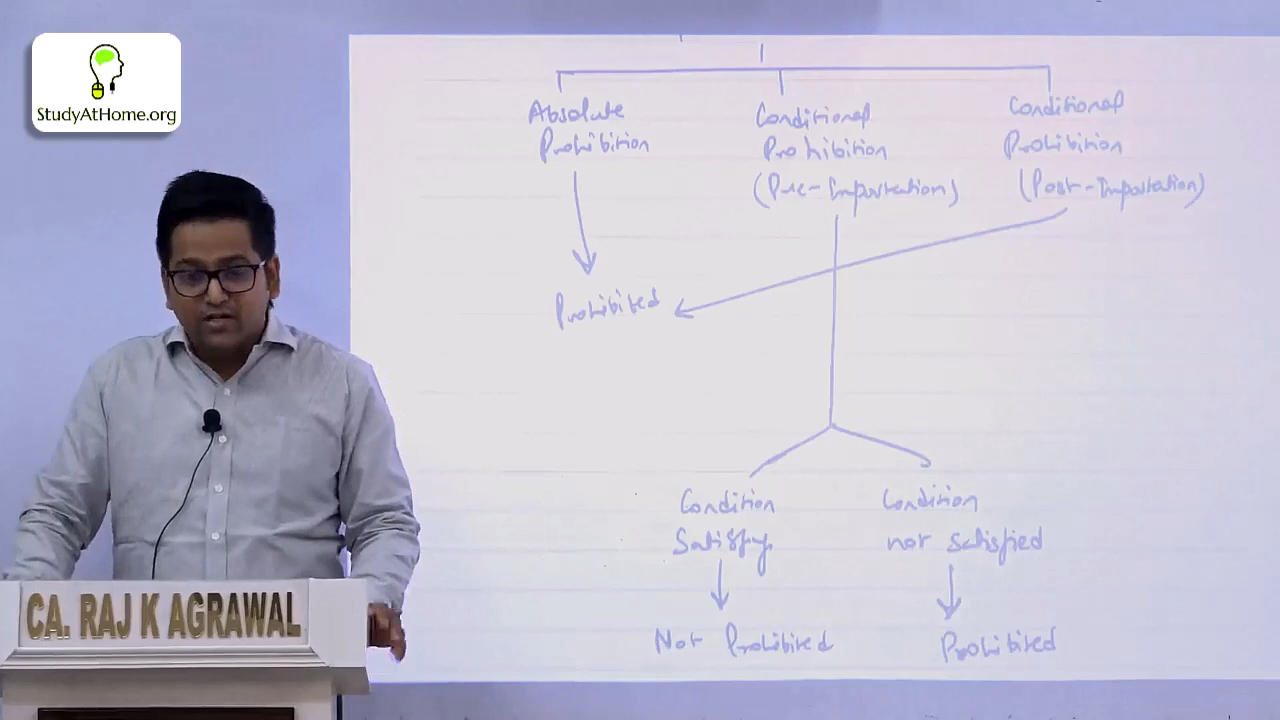 StudyAtHome.org
Absolute
Prohibition
Conditional
Prohibition
(Pre-Importation)
Conditional
Prohibition
(Post-Importation)
Prohibited
Condition
Satisfy
Condition
not satisfied
Not Prohibited
Prohibited
CA. RAJ K AGRAWAL